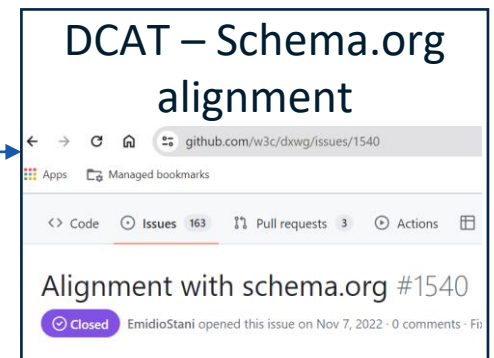 DCAT – Schema.org
alignment
github.com/w3c/dxwg/issues/1540
Apps Managed bookmarks
<> Code Issues 163 Pull requests 3 Actions
Alignment with schema.org #1540
Closed EmidioStani opened this issue on Nov 7, 2022 · 0 comments · Fix